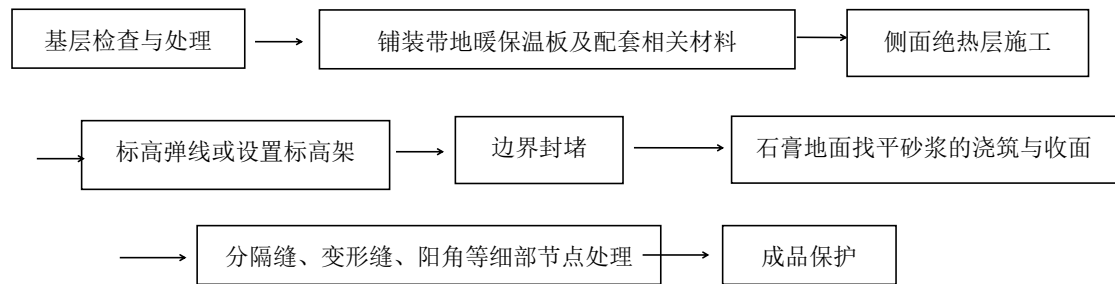 基层检查与处理
铺装带地暖保温板及配套相关材料
侧面绝热层施工
标高弹线或设置标高架
边界封堵
石膏地面找平砂浆的浇筑与收面
分隔缝、变形缝、阳角等细部节点处理
成品保护